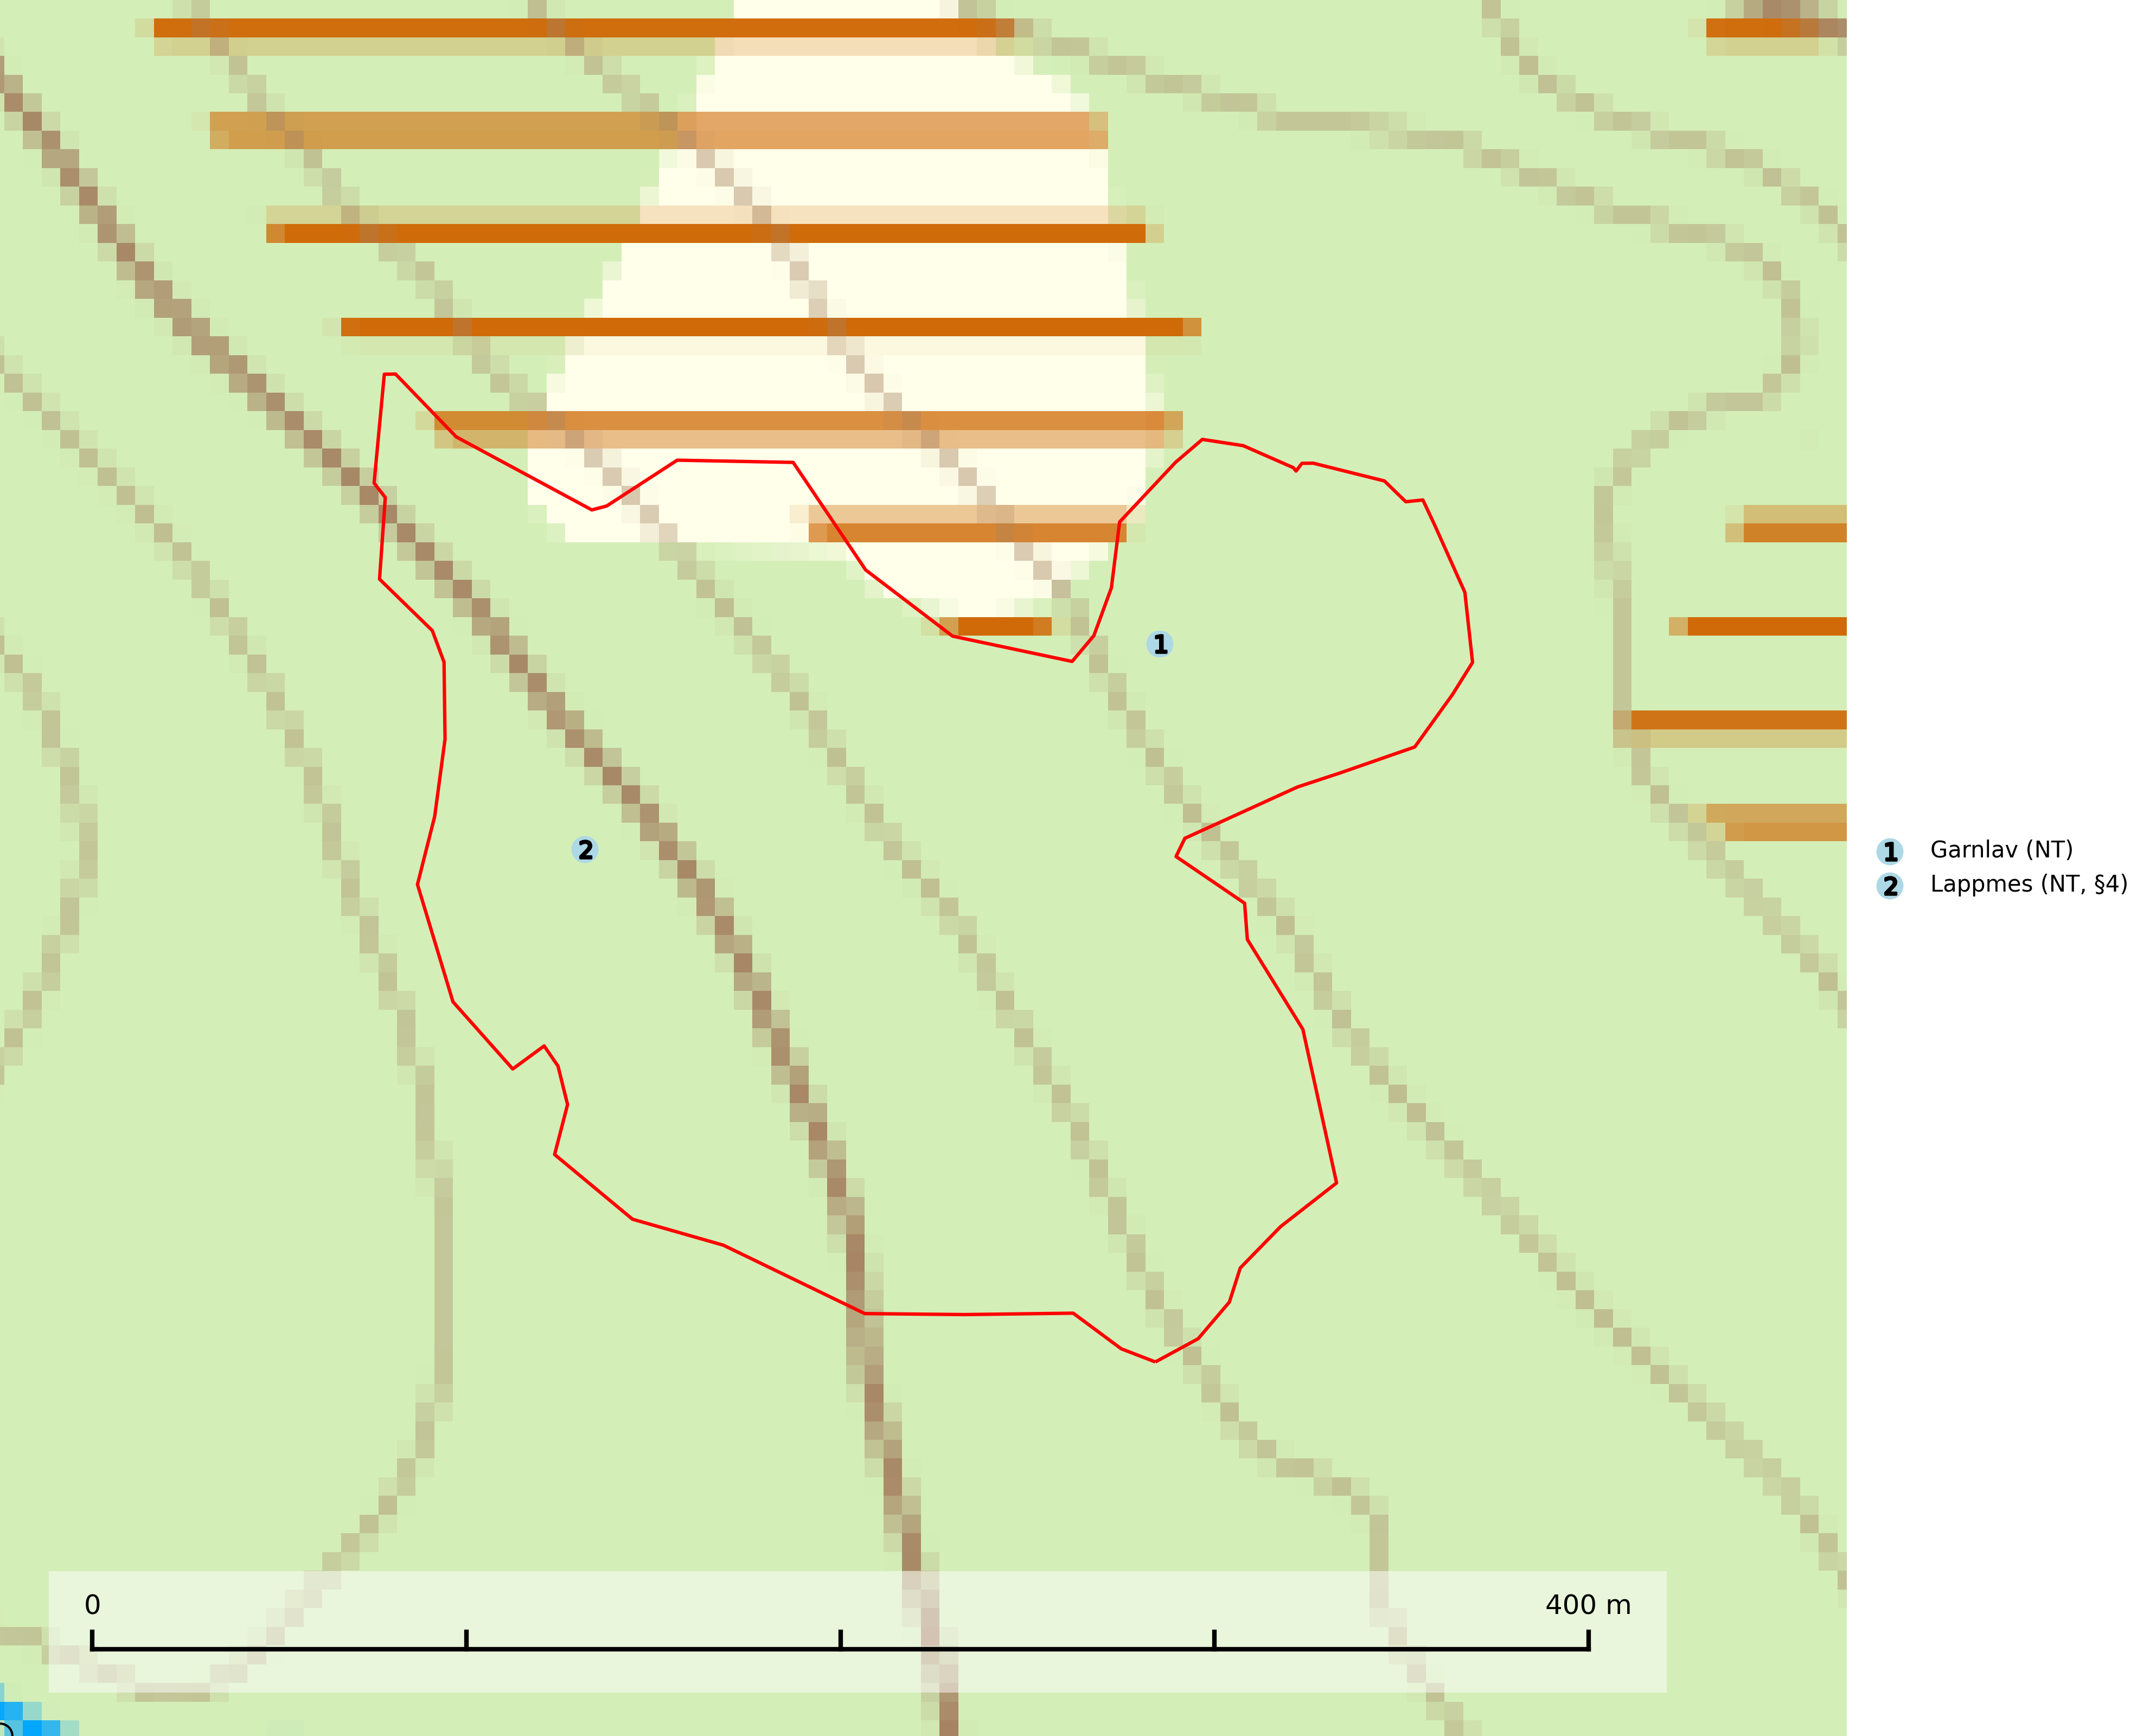 1
2
1 Garnlav (NT)
2 Lappmes (NT, §4)
0 400 m